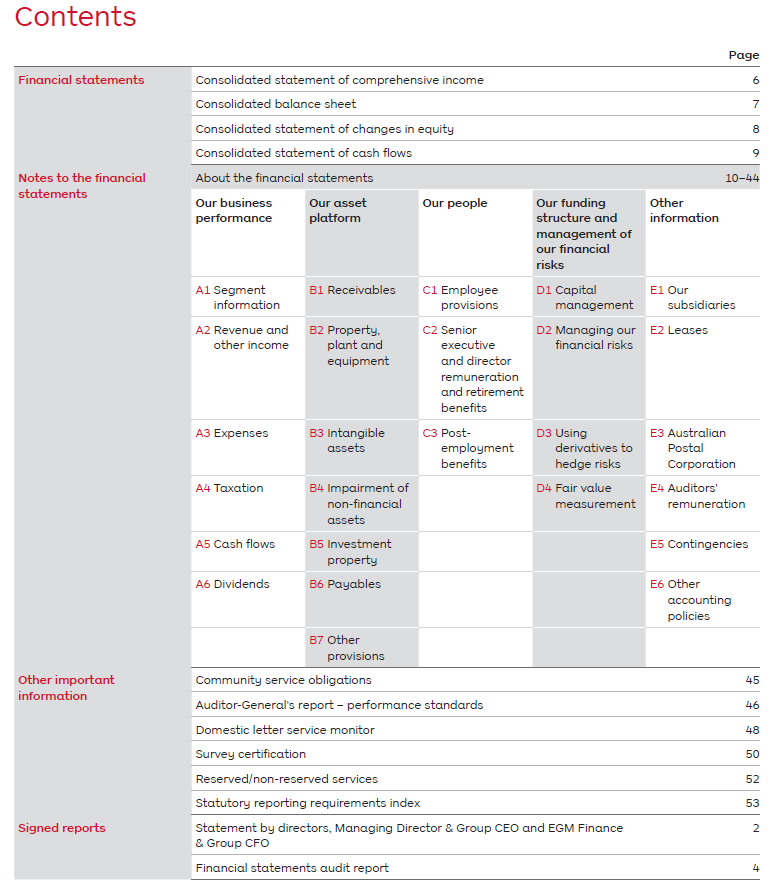 Contents
Page
Financial statements
Consolidated statement of comprehensive income 6
Consolidated balance sheet 7
Consolidated statement of changes in equity 8
Consolidated statement of cash flows 9
Notes to the financial
statements
About the financial statements 10–44
Our business
performance
Our asset
platform
Our people
Our funding
structure and
management of
our financial
risks
Other
information
A1 Segment
information
B1 Receivables
C1 Employee
provisions
D1 Capital
management
E1 Our
subsidiaries
A2 Revenue and
other income
B2 Property,
plant and
equipment
C2 Senior
executive
and director
remuneration
and retirement
benefits
D2 Managing our
financial risks
E2 Leases
A3 Expenses
B3 Intangible
assets
C3 Post-
employment
benefits
D3 Using
derivatives to
hedge risks
E3 Australian
Postal
Corporation
A4 Taxation
B4 Impairment of
non-financial
assets
D4 Fair value
measurement
E4 Auditors'
remuneration
A5 Cash flows
B5 Investment
property
E5 Contingencies
A6 Dividends
B6 Payables
E6 Other
accounting
policies
B7 Other
provisions
Other important
information
Community service obligations 45
Auditor-General's report – performance standards 46
Domestic letter service monitor 48
Survey certification 50
Reserved/non-reserved services 52
Statutory reporting requirements index 53
Signed reports
Statement by directors, Managing Director & Group CEO and EGM Finance 2
& Group CFO
Financial statements audit report 4